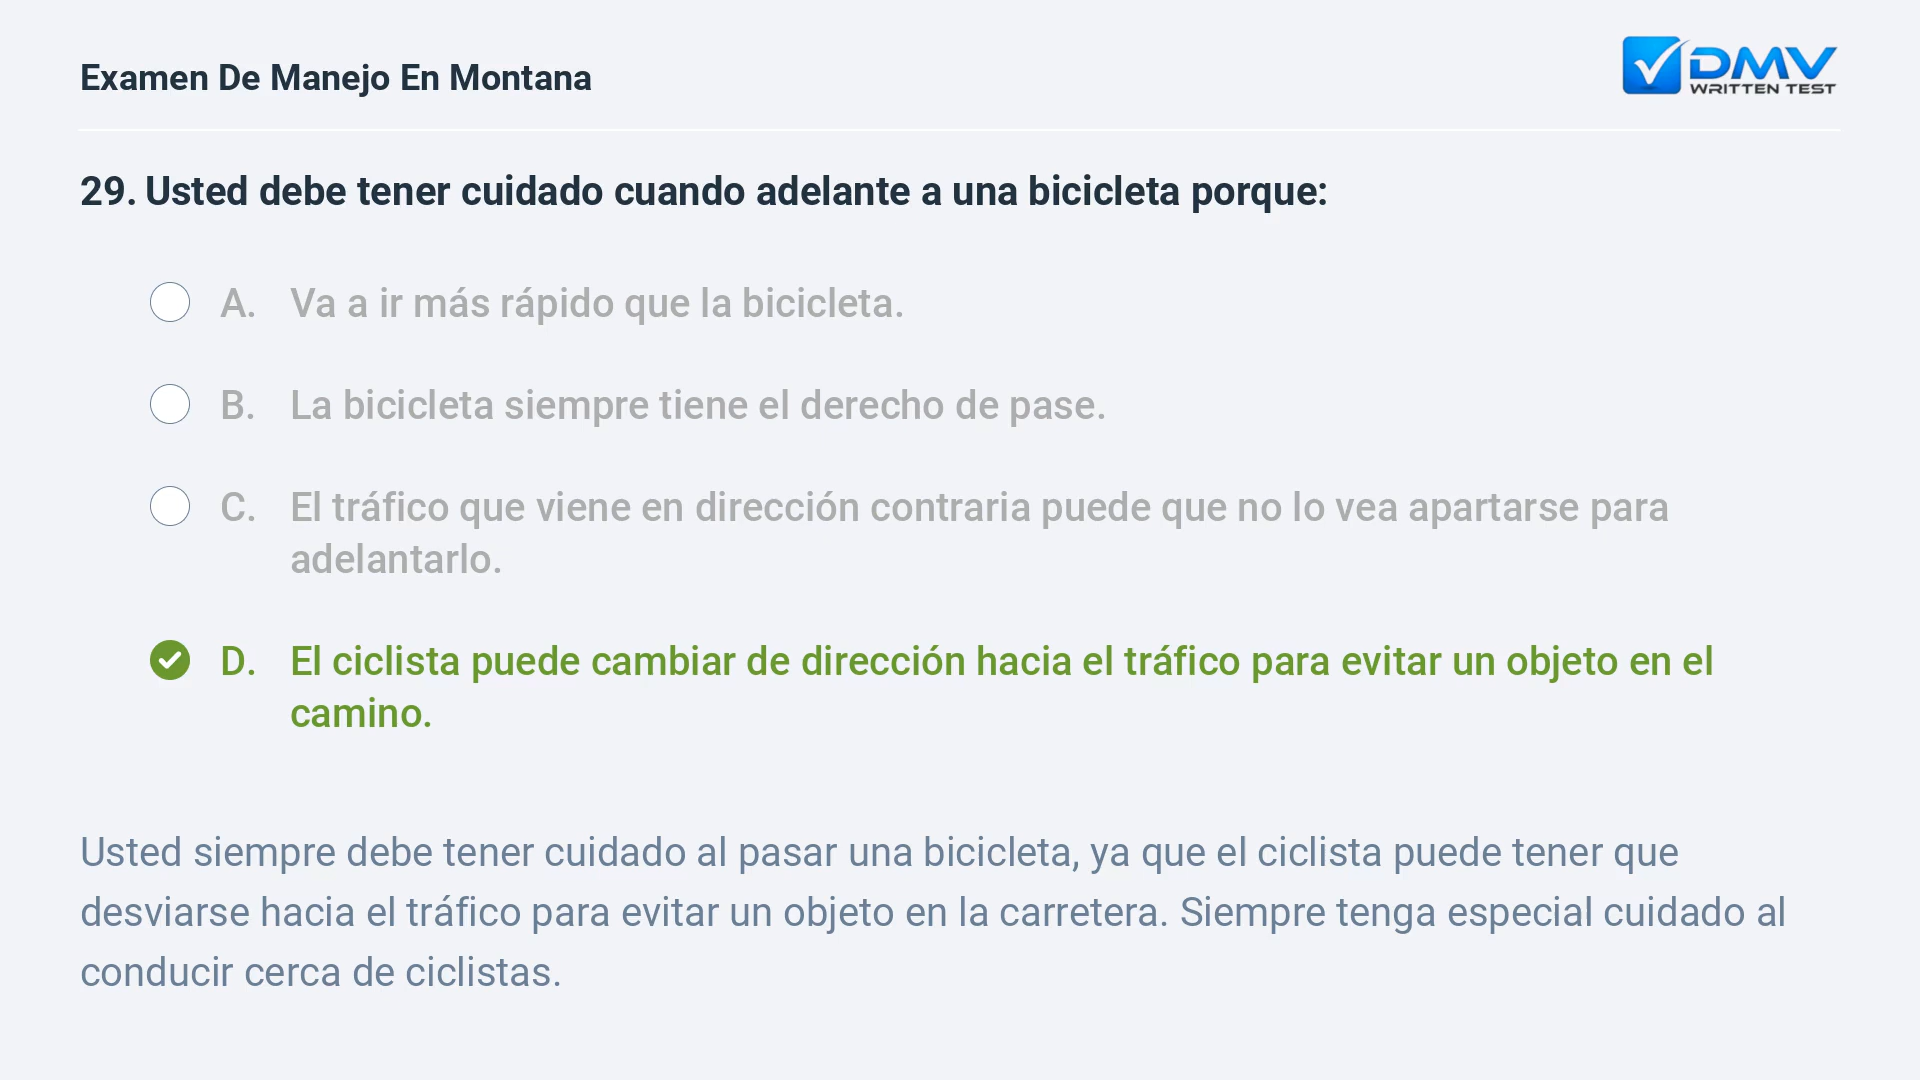 Examen De Manejo En Montana
DMV
WRITTEN TEST
29. Usted debe tener cuidado cuando adelante a una bicicleta porque:
A. Va a ir más rápido que la bicicleta.
B. La bicicleta siempre tiene el derecho de pase.
C. El tráfico que viene en dirección contraria puede que no lo vea apartarse para
adelantarlo.
D. El ciclista puede cambiar de dirección hacia el tráfico para evitar un objeto en el
camino.
Usted siempre debe tener cuidado al pasar una bicicleta, ya que el ciclista puede tener que
desviarse hacia el tráfico para evitar un objeto en la carretera. Siempre tenga especial cuidado al
conducir cerca de ciclistas.